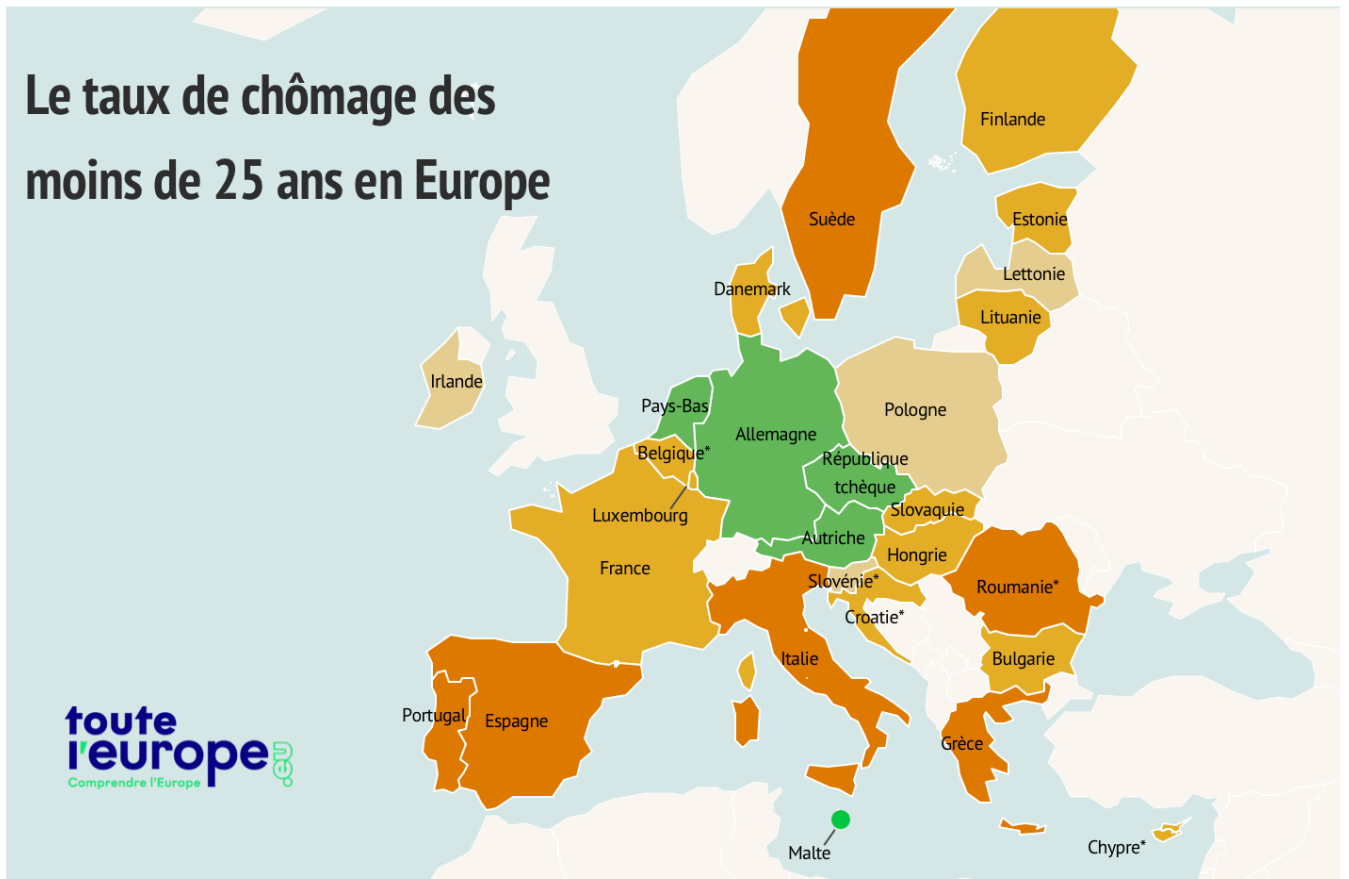 Le taux de chômage des
moins de 25 ans en Europe
Finlande
Suède
Estonie
Lettonie
Danemark
Lituanie
Irlande
Pays-Bas
Pologne
Allemagne
Belgique*
République
tchèque
Slovaquie
Luxembourg
Autriche
Hongrie
France
Slovénie*
Roumanie*
Croatie*
Italie
Bulgarie
Portugal
Espagne
Grèce
toute
l'europe
.eu
Comprendre l'Europe
Malte
Chypre*